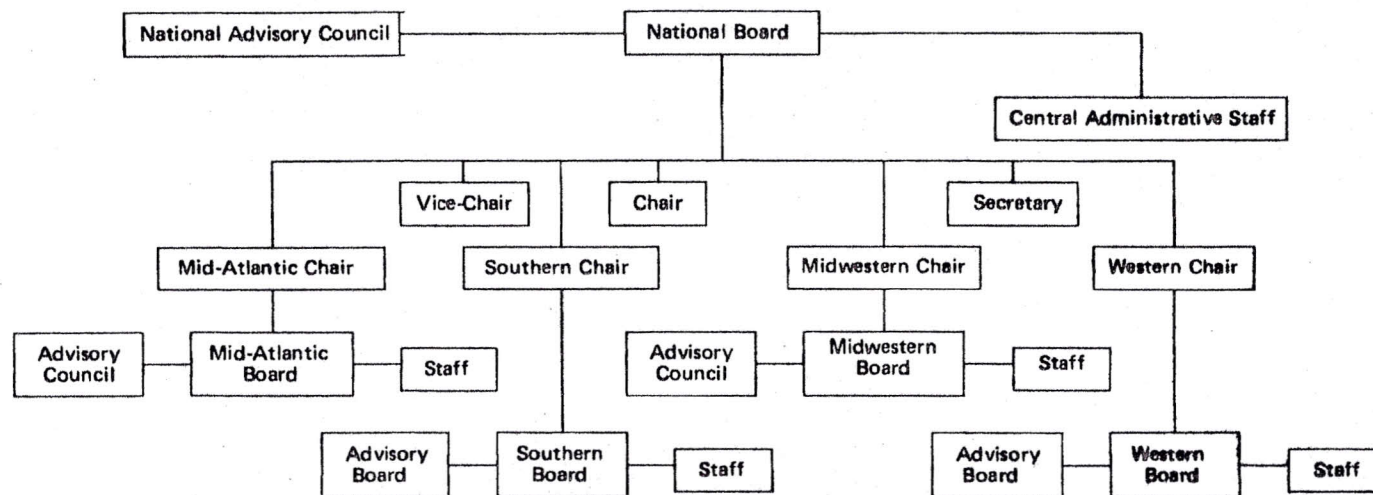 National Advisory Council
National Board
Central Administrative Staff
Vice-Chair
Chair
Secretary
Mid-Atlantic Chair
Southern Chair
Midwestern Chair
Western Chair
Advisory
Council
Mid-Atlantic
Board
Staff
Advisory
Council
Midwestern
Board
Staff
Advisory
Board
Southern
Board
Staff
Advisory
Board
Western
Board
Staff